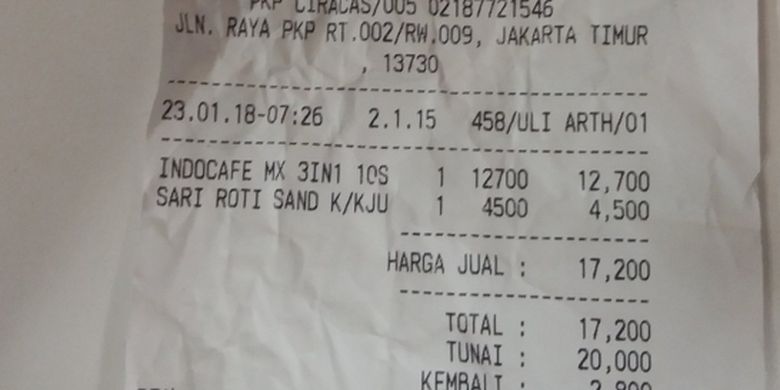 PKP CIRACAS/005 02187721546
JLN. RAYA PKP RT.002/RW.009, JAKARTA TIMUR
, 13730
23.01.18-07:26 2.1.15 458/ULI ARTH/01
INDOCAFE MX 3IN1 10S 1 12700 12,700
SARI ROTI SAND K/KJU 1 4500 4,500
HARGA JUAL : 17,200
TOTAL : 17,200
TUNAI : 20,000
KEMBALI : 2,800